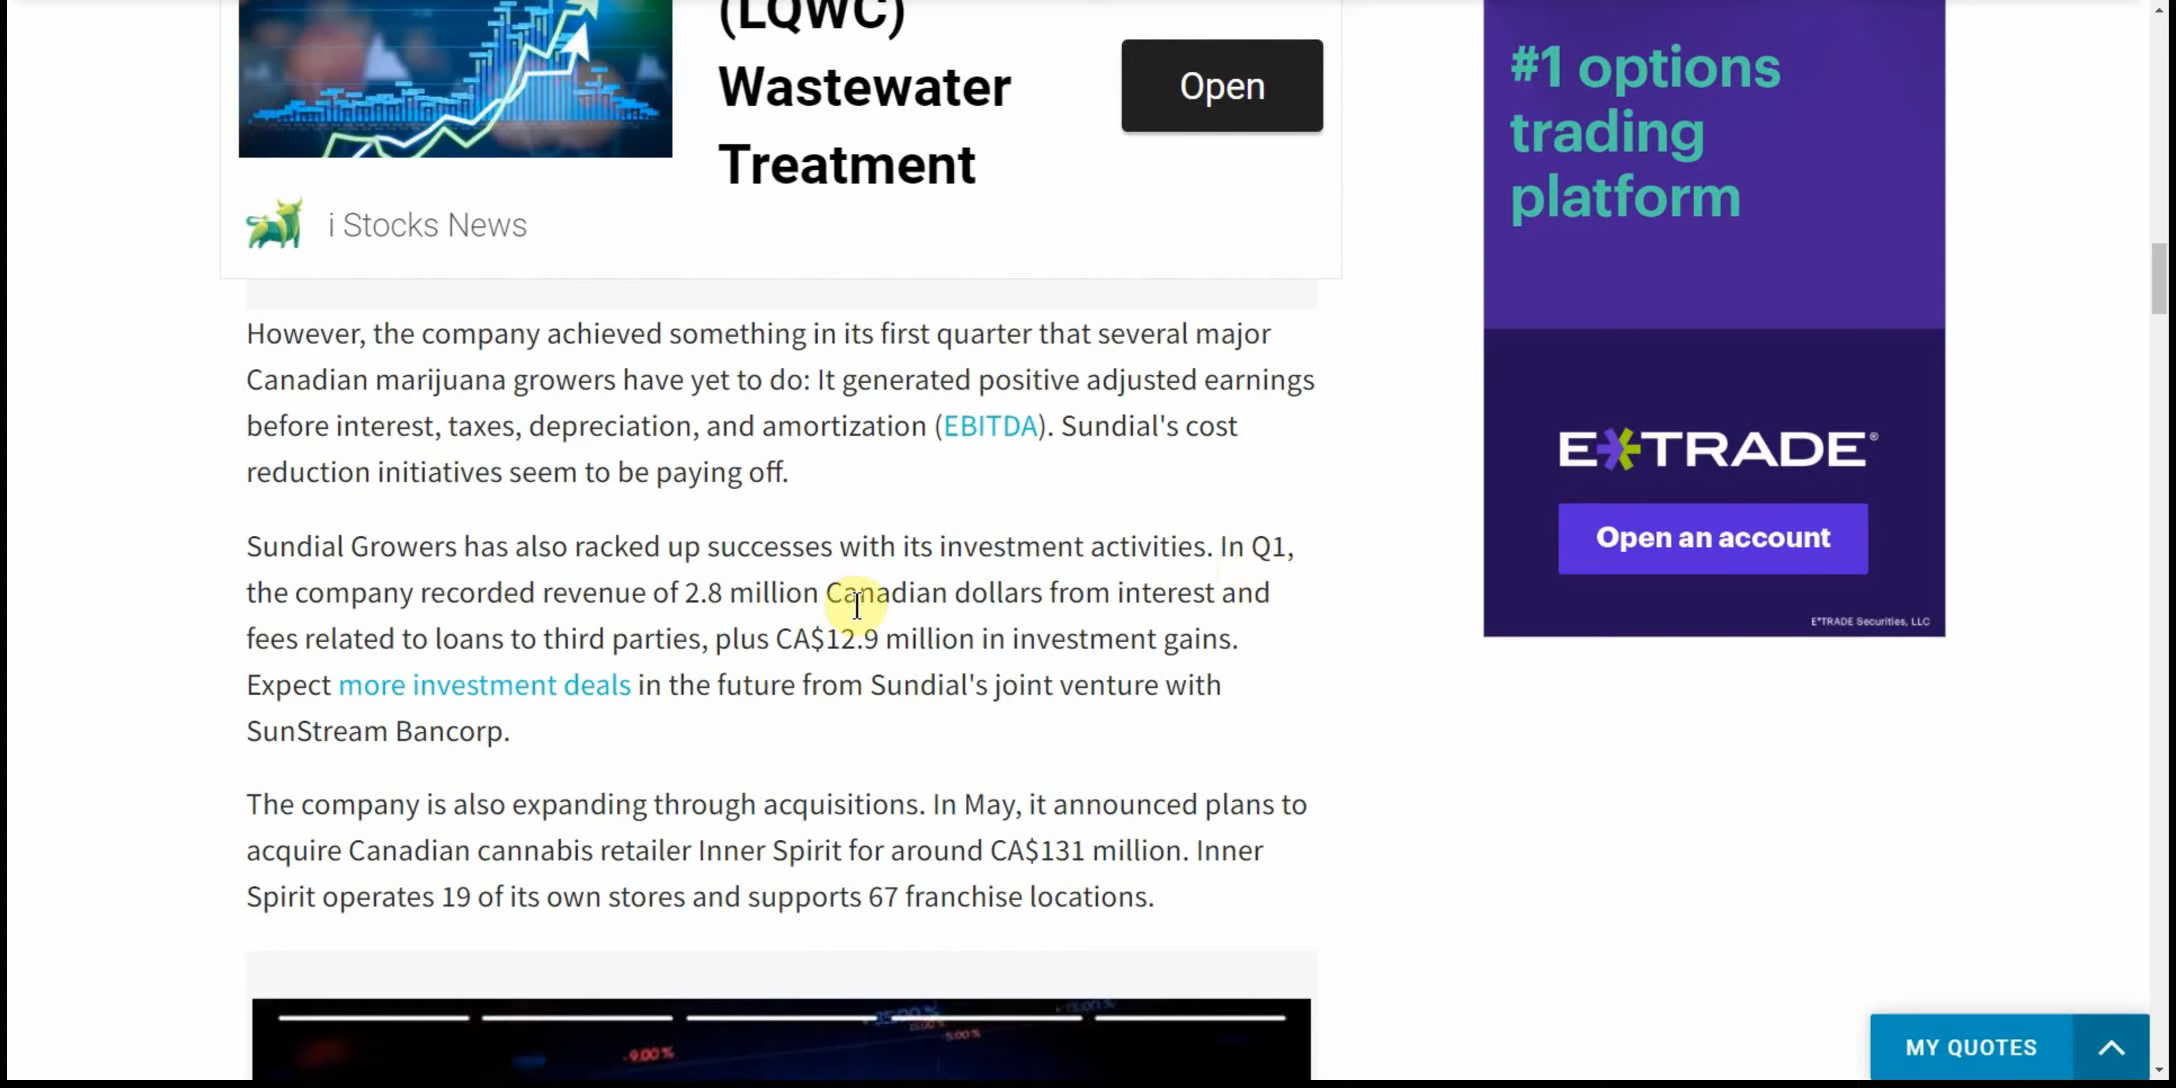 (LQWC)
Wastewater
Treatment
Open
i Stocks News
However, the company achieved something in its first quarter that several major
Canadian marijuana growers have yet to do: It generated positive adjusted earnings
before interest, taxes, depreciation, and amortization (EBITDA). Sundial's cost
reduction initiatives seem to be paying off.
Sundial Growers has also racked up successes with its investment activities. In Q1,
the company recorded revenue of 2.8 million Canadian dollars from interest and
fees related to loans to third parties, plus CA$12.9 million in investment gains.
Expect more investment deals in the future from Sundial's joint venture with
SunStream Bancorp.
The company is also expanding through acquisitions. In May, it announced plans to
acquire Canadian cannabis retailer Inner Spirit for around CA$131 million. Inner
Spirit operates 19 of its own stores and supports 67 franchise locations.
-9.00 %
#1 options
trading
platform
E*TRADE®
Open an account
E*TRADE Securities, LLC
MY QUOTES